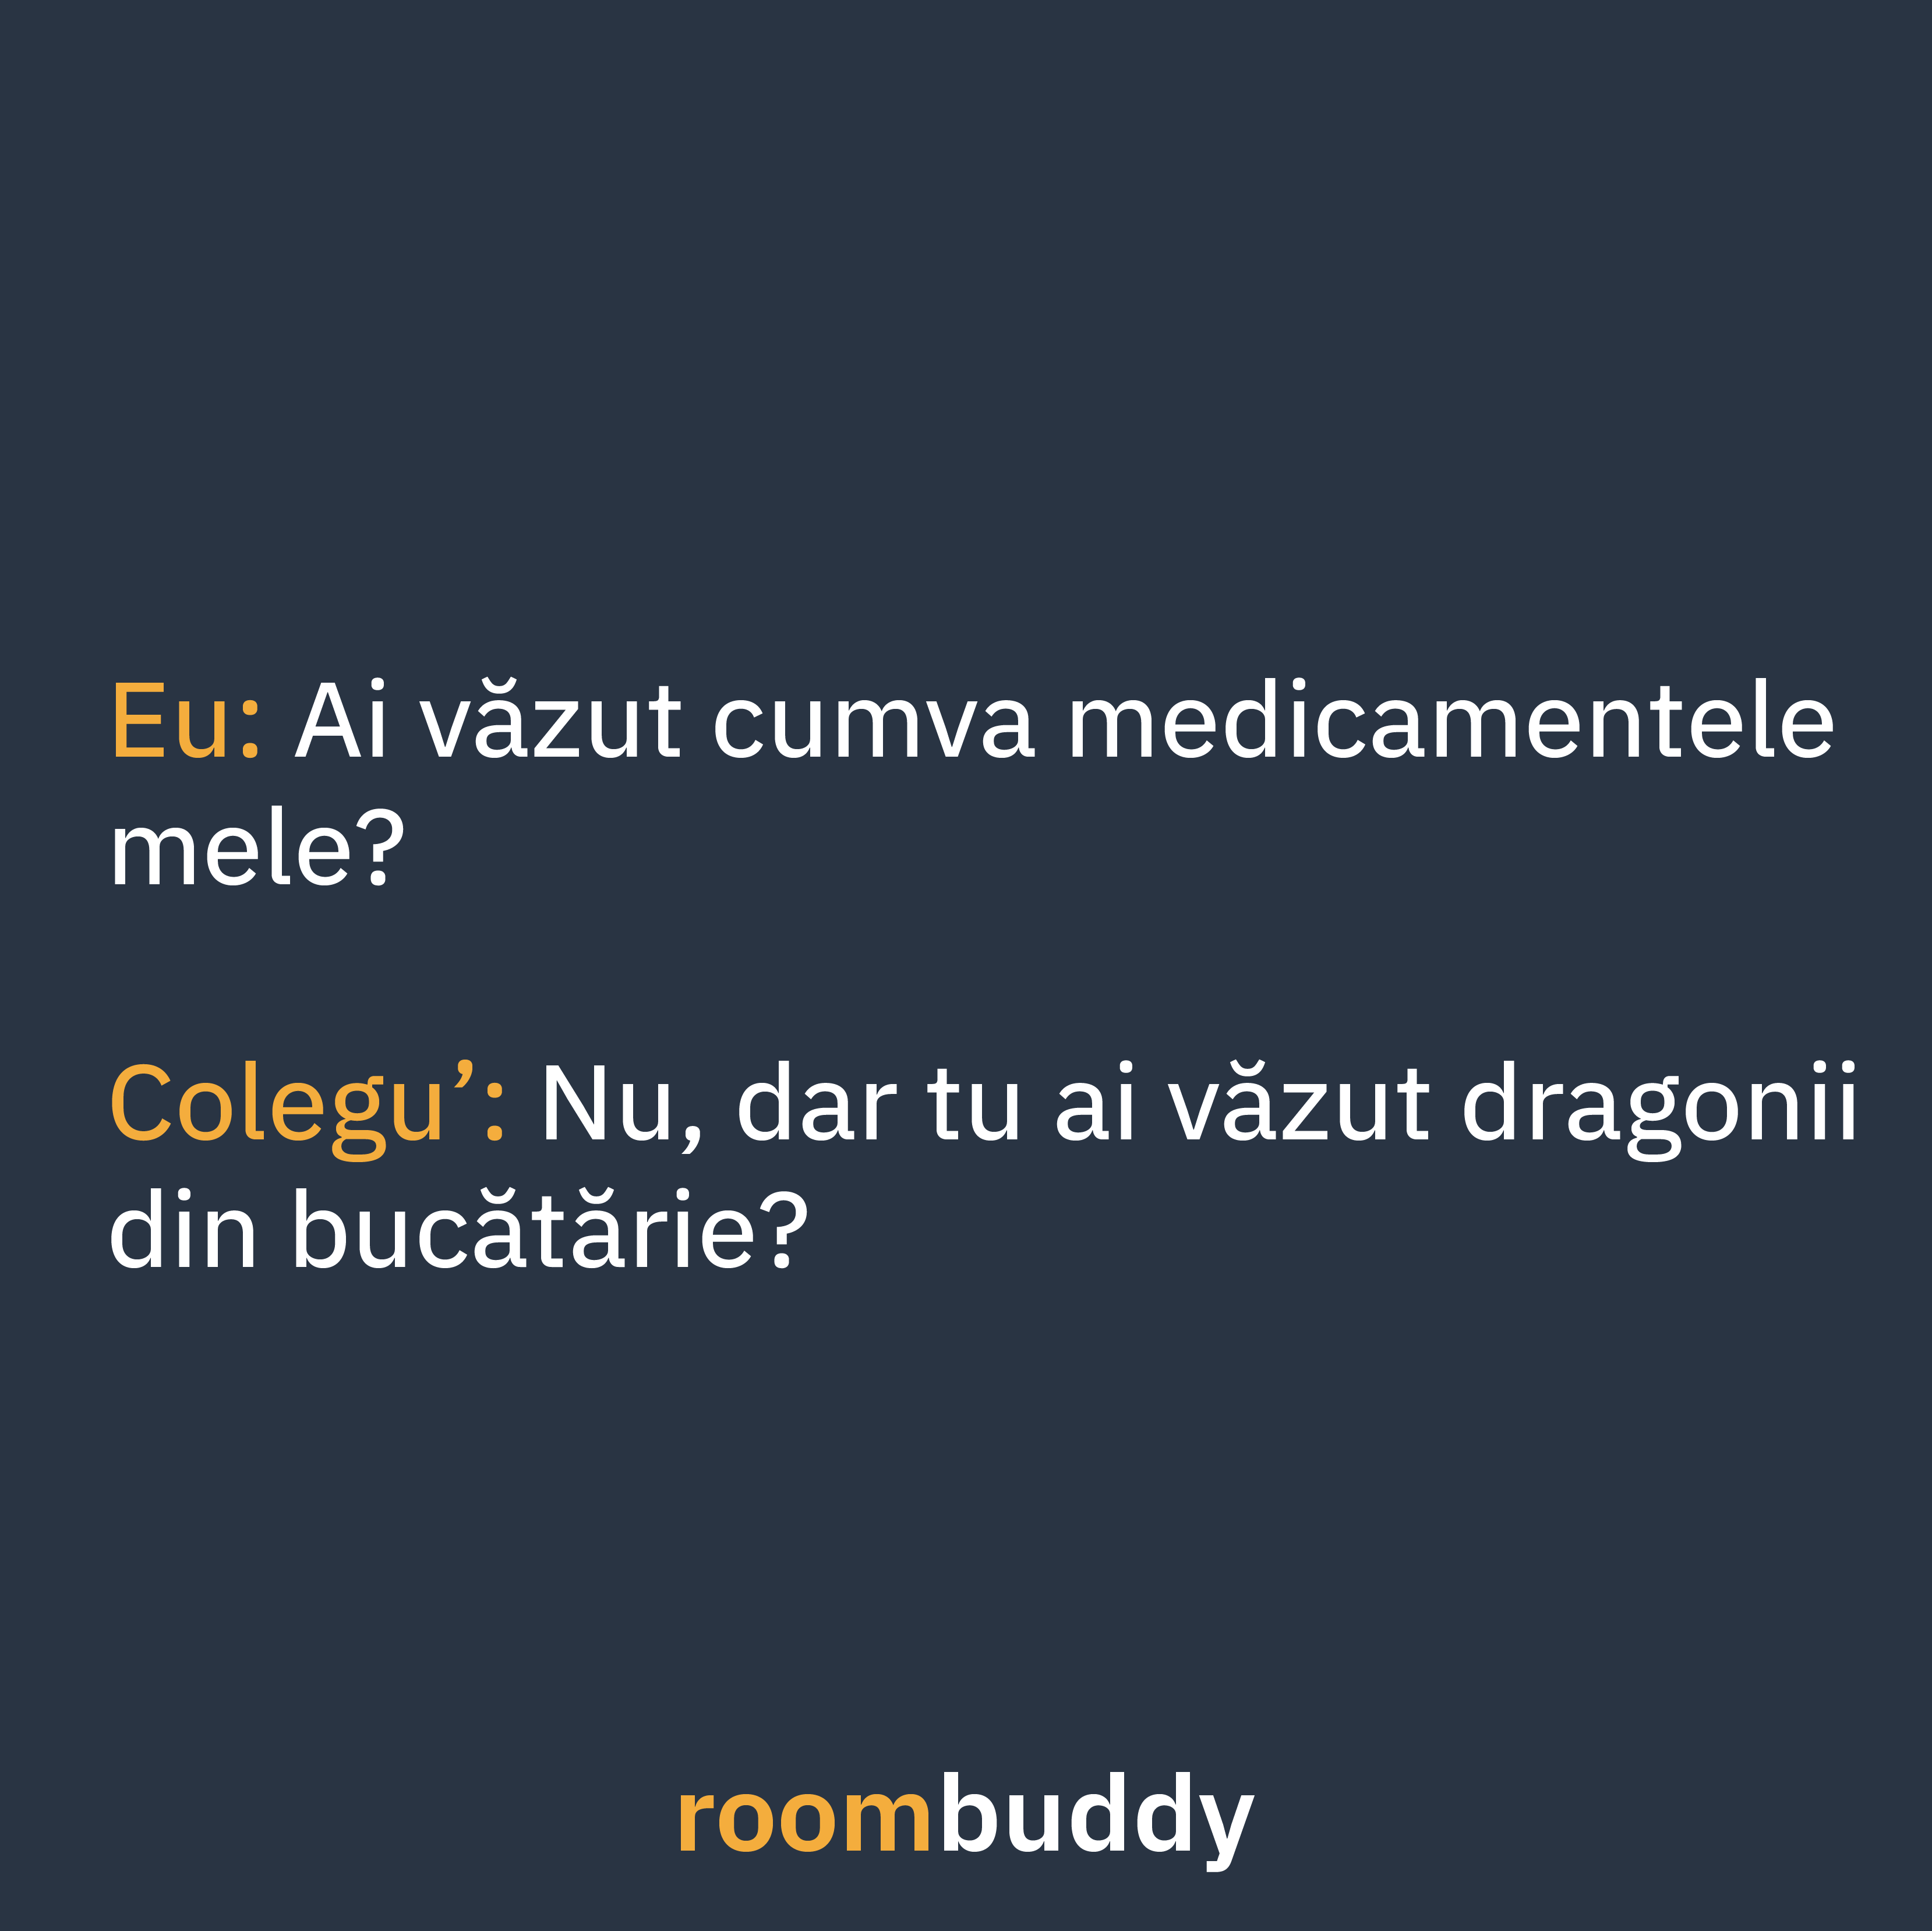 Eu: Ai văzut cumva medicamentele
mele?
Colegu’: Nu, dar tu ai văzut dragonii
din bucătărie?
roombuddy